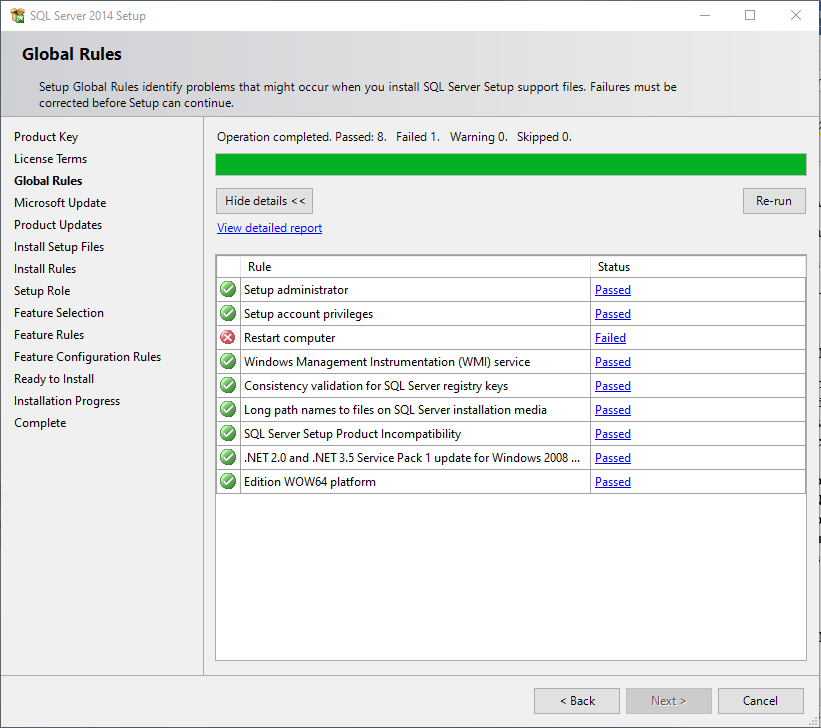 SQL Server 2014 Setup
Global Rules
Setup Global Rules identify problems that might occur when you install SQL Server Setup support files. Failures must be
corrected before Setup can continue.
Product Key
License Terms
Global Rules
Microsoft Update
Product Updates
Install Setup Files
Install Rules
Setup Role
Feature Selection
Feature Rules
Feature Configuration Rules
Ready to Install
Installation Progress
Complete
Operation completed. Passed: 8. Failed 1. Warning 0. Skipped 0.
Hide details <<
Re-run
View detailed report
Rule Status
Setup administrator Passed
Setup account privileges Passed
Restart computer Failed
Windows Management Instrumentation (WMI) service Passed
Consistency validation for SQL Server registry keys Passed
Long path names to files on SQL Server installation media Passed
SQL Server Setup Product Incompatibility Passed
.NET 2.0 and .NET 3.5 Service Pack 1 update for Windows 2008 ... Passed
Edition WOW64 platform Passed
< Back Next > Cancel